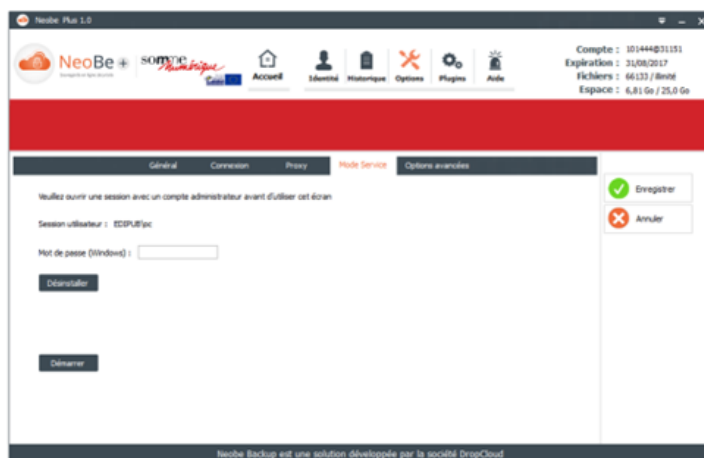 Neobe Plus 1.0
NeoBe +
somme numérique
Accueil
Identité
Historique
Options
Plugins
Aide
Compte : 101444@31151
Expiration : 31/08/2017
Fichiers : 66133 / illimité
Espace : 6,81 Go / 25,0 Go
Général
Connexion
Proxy
Mode Service
Options avancées
Veuillez ouvrir une session avec un compte administrateur avant d'utiliser cet écran
Session utilisateur : EDIPUB\pc
Mot de passe (Windows) :
Désinstaller
Démarrer
Enregistrer
Annuler
Neobe Backup est une solution développée par la société DropCloud